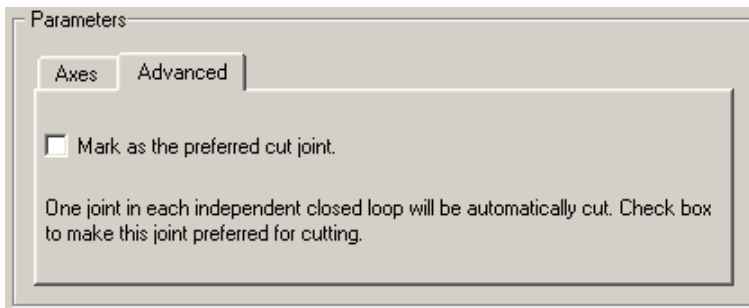 Parameters
Axes Advanced
Mark as the preferred cut joint.
One joint in each independent closed loop will be automatically cut. Check box
to make this joint preferred for cutting.